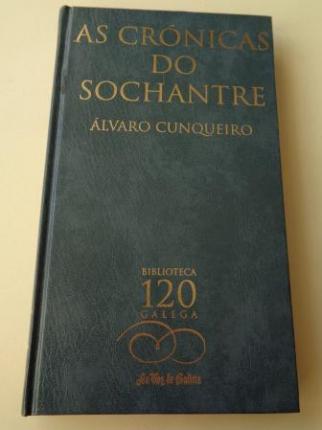 AS CRÓNICAS
DO
SOCHANTRE
ÁLVARO CUNQUEIRO
BIBLIOTECA
120
GALEGA
La Voz de Galicia